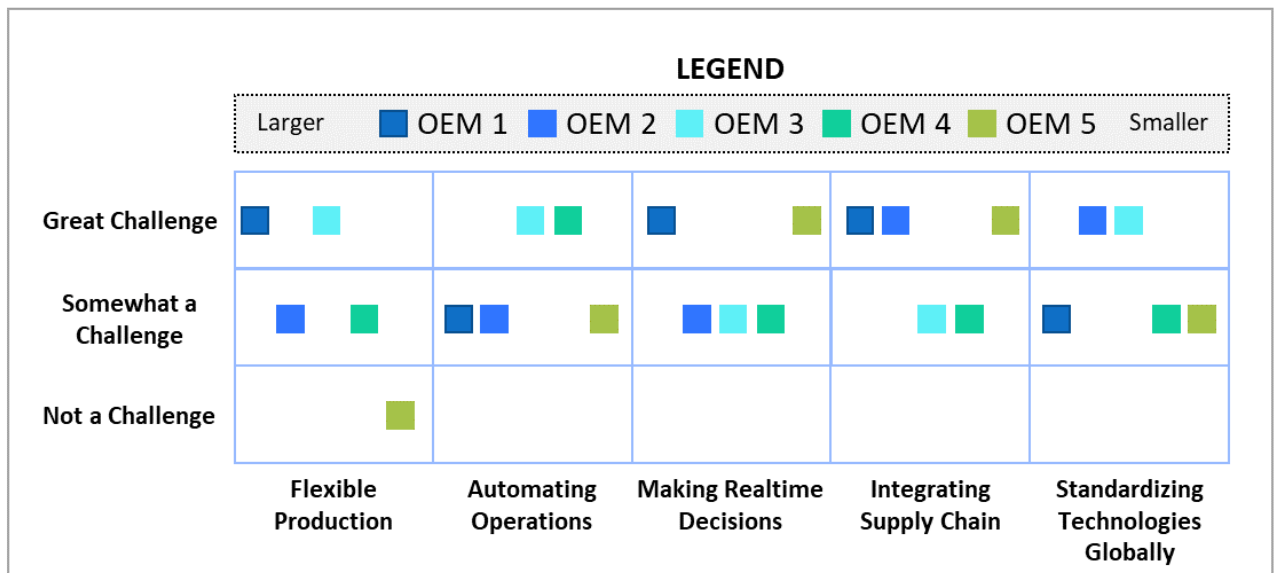 LEGEND
Larger OEM 1 OEM 2 OEM 3 OEM 4 OEM 5 Smaller
Great Challenge
Somewhat a
Challenge
Not a Challenge
Flexible
Production
Automating
Operations
Making Realtime
Decisions
Integrating
Supply Chain
Standardizing
Technologies
Globally